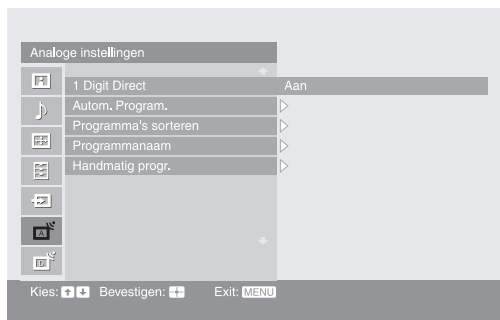 Analoge instellingen
1 Digit Direct Aan
Autom. Program.
Programma's sorteren
Programmanaam
Handmatig progr.
A
Kies: Bevestigen: Exit: MENU